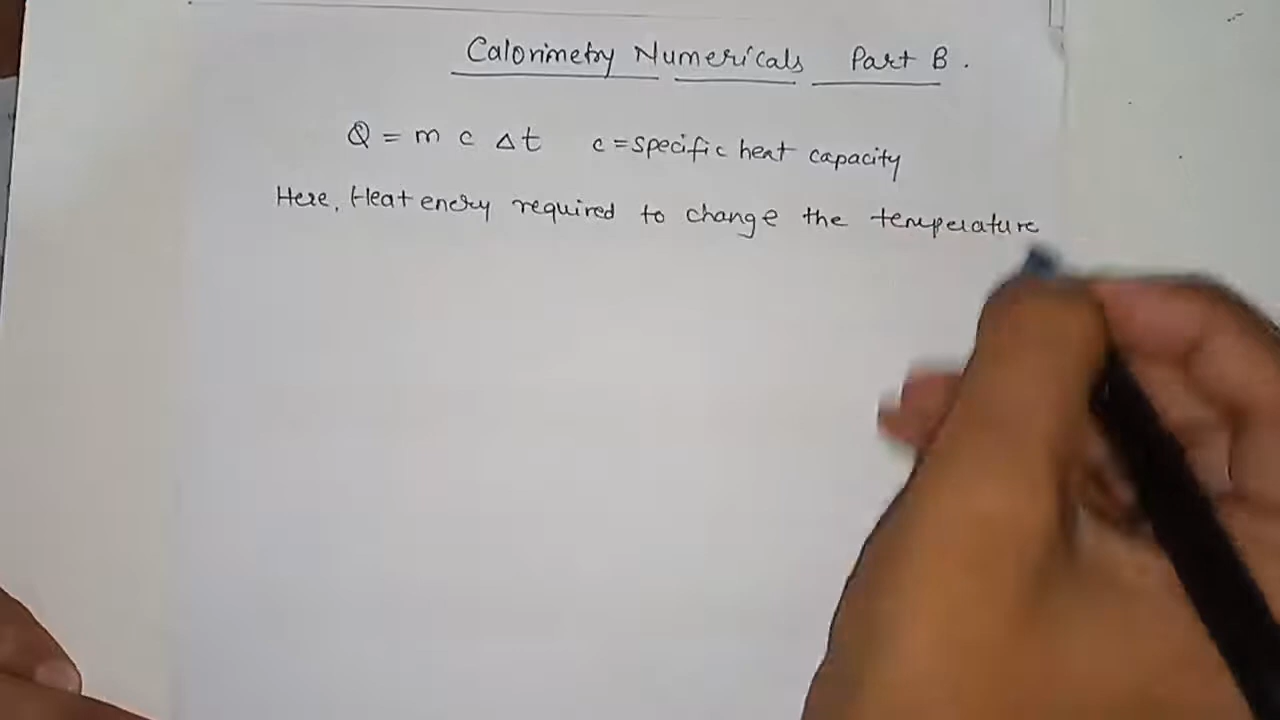 Calorimetry Numericals Part B.
Q = m c Δt c = specific heat capacity
Here, Heat enery required to change the temperature